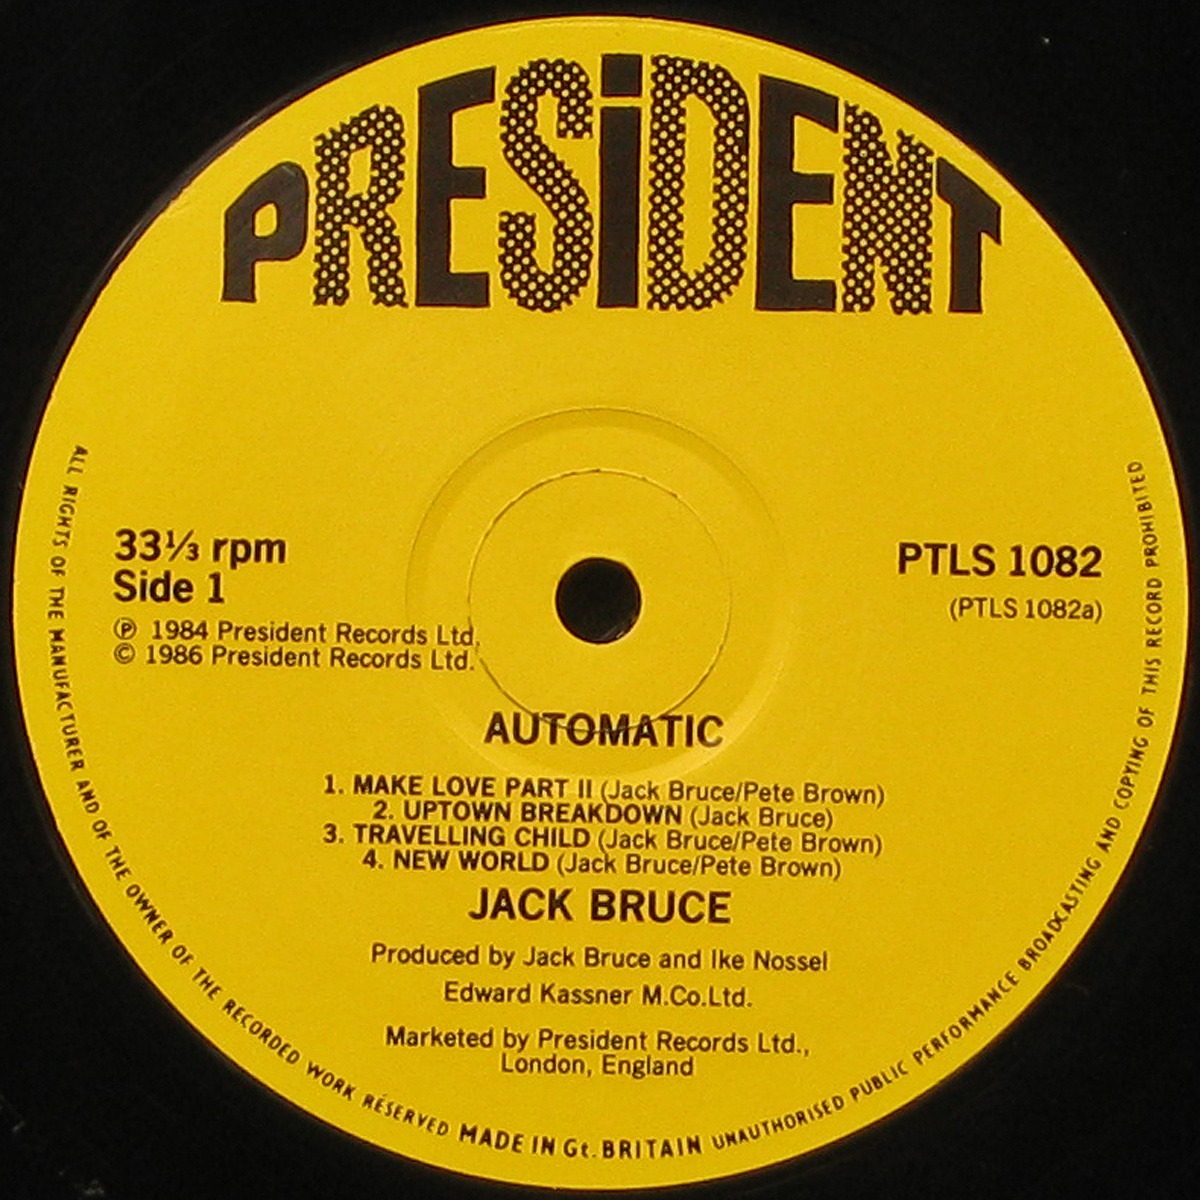 PRESiDENT
33⅓ rpm
Side 1
℗ 1984 President Records Ltd.
© 1986 President Records Ltd.
PTLS 1082
(PTLS 1082a)
AUTOMATIC
1. MAKE LOVE PART II (Jack Bruce/Pete Brown)
2. UPTOWN BREAKDOWN (Jack Bruce)
3. TRAVELLING CHILD (Jack Bruce/Pete Brown)
4. NEW WORLD (Jack Bruce/Pete Brown)
JACK BRUCE
Produced by Jack Bruce and Ike Nossel
Edward Kassner M.Co.Ltd.
Marketed by President Records Ltd.,
London, England
ALL RIGHTS OF THE MANUFACTURER AND OF THE OWNER OF THE RECORDED WORK RESERVED MADE IN Gt. BRITAIN UNAUTHORISED PUBLIC PERFORMANCE BROADCASTING AND COPYING OF THIS RECORD PROHIBITED